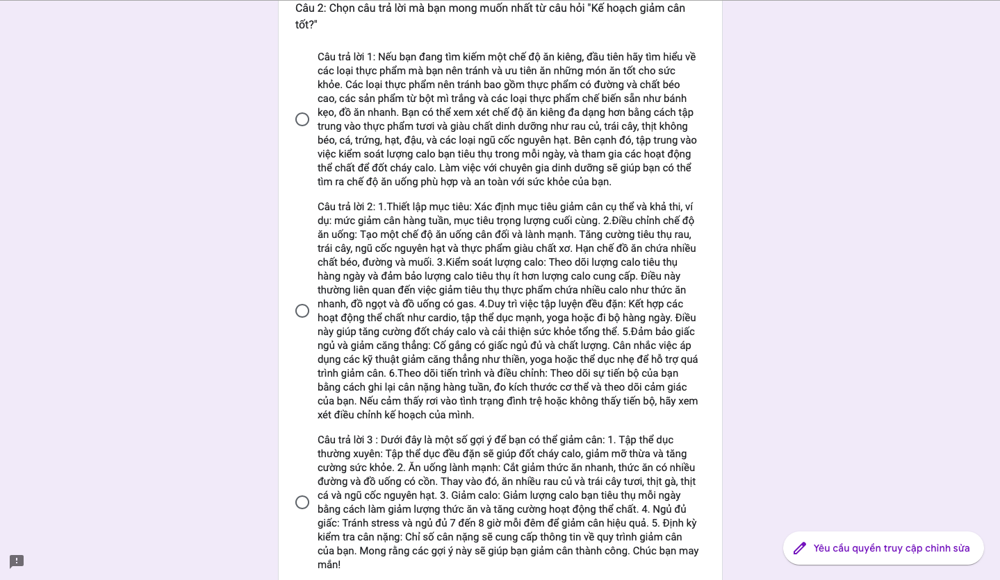 Câu 2: Chọn câu trả lời mà bạn mong muốn nhất từ câu hỏi "Kế hoạch giảm cân
tốt?"
Câu trả lời 1: Nếu bạn đang tìm kiếm một chế độ ăn kiêng, đầu tiên hãy tìm hiểu về
các loại thực phẩm mà bạn nên tránh và ưu tiên ăn những món ăn tốt cho sức
khỏe. Các loại thực phẩm nên tránh bao gồm thực phẩm có đường và chất béo
cao, các sản phẩm từ bột mì trắng và các loại thực phẩm chế biến sẵn như bánh
kẹo, đồ ăn nhanh. Bạn có thể xem xét chế độ ăn kiêng đa dạng hơn bằng cách tập
trung vào thực phẩm tươi và giàu chất dinh dưỡng như rau củ, trái cây, thịt không
béo, cá, trứng, hạt, đậu, và các loại ngũ cốc nguyên hạt. Bên cạnh đó, tập trung vào
việc kiểm soát lượng calo bạn tiêu thụ trong mỗi ngày, và tham gia các hoạt động
thể chất để đốt cháy calo. Làm việc với chuyên gia dinh dưỡng sẽ giúp bạn có thể
tìm ra chế độ ăn uống phù hợp và an toàn với sức khỏe của bạn.
Câu trả lời 2: 1.Thiết lập mục tiêu: Xác định mục tiêu giảm cân cụ thể và khả thi, ví
dụ: mức giảm cân hàng tuần, mục tiêu trọng lượng cuối cùng. 2.Điều chỉnh chế độ
ăn uống: Tạo một chế độ ăn uống cân đối và lành mạnh. Tăng cường tiêu thụ rau,
trái cây, ngũ cốc nguyên hạt và thực phẩm giàu chất xơ. Hạn chế đồ ăn chứa nhiều
chất béo, đường và muối. 3.Kiểm soát lượng calo: Theo dõi lượng calo tiêu thụ
hàng ngày và đảm bảo lượng calo tiêu thụ ít hơn lượng calo cung cấp. Điều này
thường liên quan đến việc giảm tiêu thụ thực phẩm chứa nhiều calo như thức ăn
nhanh, đồ ngọt và đồ uống có gas. 4.Duy trì việc tập luyện đều đặn: Kết hợp các
hoạt động thể chất như cardio, tập thể dục mạnh, yoga hoặc đi bộ hàng ngày. Điều
này giúp tăng cường đốt cháy calo và cải thiện sức khỏe tổng thể. 5.Đảm bảo giấc
ngủ và giảm căng thẳng: Cố gắng có giấc ngủ đủ và chất lượng. Cân nhắc việc áp
dụng các kỹ thuật giảm căng thẳng như thiền, yoga hoặc thể dục nhẹ để hỗ trợ quá
trình giảm cân. 6.Theo dõi tiến trình và điều chỉnh: Theo dõi sự tiến bộ của bạn
bằng cách ghi lại cân nặng hàng tuần, đo kích thước cơ thể và theo dõi cảm giác
của bạn. Nếu cảm thấy rơi vào tình trạng đình trệ hoặc không thấy tiến bộ, hãy xem
xét điều chỉnh kế hoạch của mình.
Câu trả lời 3 : Dưới đây là một số gợi ý để bạn có thể giảm cân: 1. Tập thể dục
thường xuyên: Tập thể dục đều đặn sẽ giúp đốt cháy calo, giảm mỡ thừa và tăng
cường sức khỏe. 2. Ăn uống lành mạnh: Cắt giảm thức ăn nhanh, thức ăn có nhiều
đường và đồ uống có cồn. Thay vào đó, ăn nhiều rau củ và trái cây tươi, thịt gà, thịt
cá và ngũ cốc nguyên hạt. 3. Giảm calo: Giảm lượng calo bạn tiêu thụ mỗi ngày
bằng cách làm giảm lượng thức ăn và tăng cường hoạt động thể chất. 4. Ngủ đủ
giấc: Tránh stress và ngủ đủ 7 đến 8 giờ mỗi đêm để giảm cân hiệu quả. 5. Định kỳ
kiểm tra cân nặng: Chỉ số cân nặng sẽ cung cấp thông tin về quy trình giảm cân
của bạn. Mong rằng các gợi ý này sẽ giúp bạn giảm cân thành công. Chúc bạn may
mắn!
Yêu cầu quyền truy cập chỉnh sửa